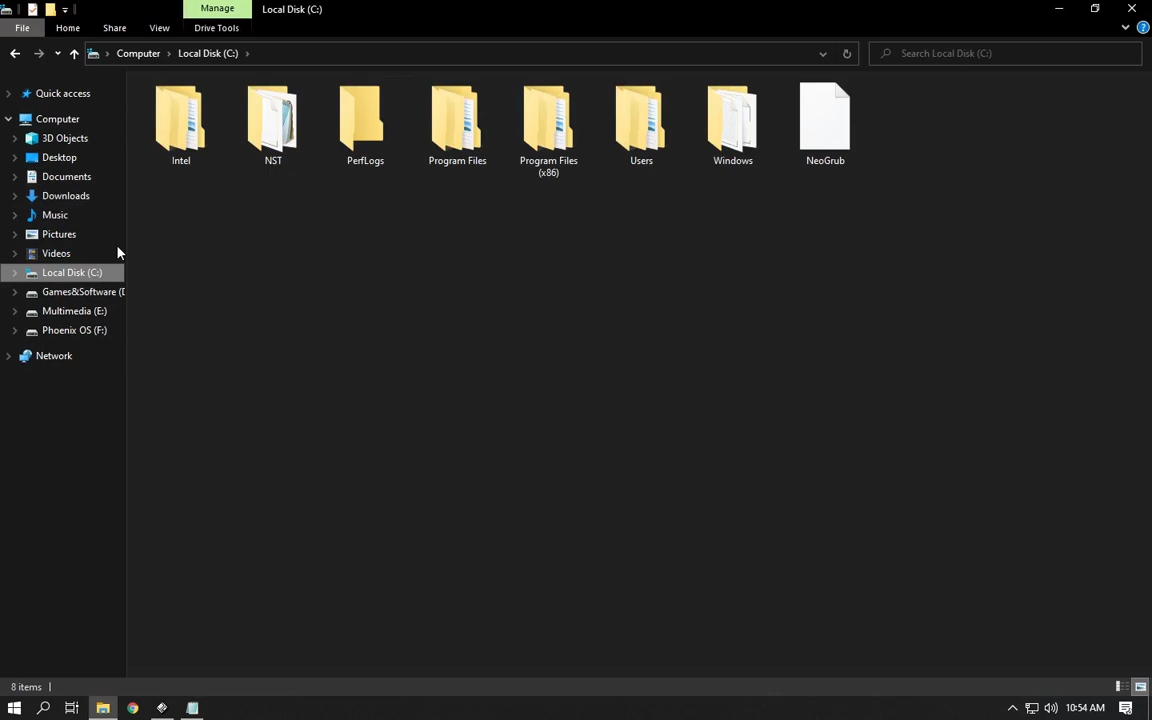 Manage
Local Disk (C:)
File
Home
Share
View
Drive Tools
Computer
Local Disk (C:)
Search Local Disk (C:)
Quick access
Computer
3D Objects
Desktop
Documents
Downloads
Music
Pictures
Videos
Local Disk (C:)
Games&Software (
Multimedia (E:)
Phoenix OS (F:)
Network
Intel
NST
PerfLogs
Program Files
Program Files
(x86)
Users
Windows
NeoGrub
8 items
10:54 AM